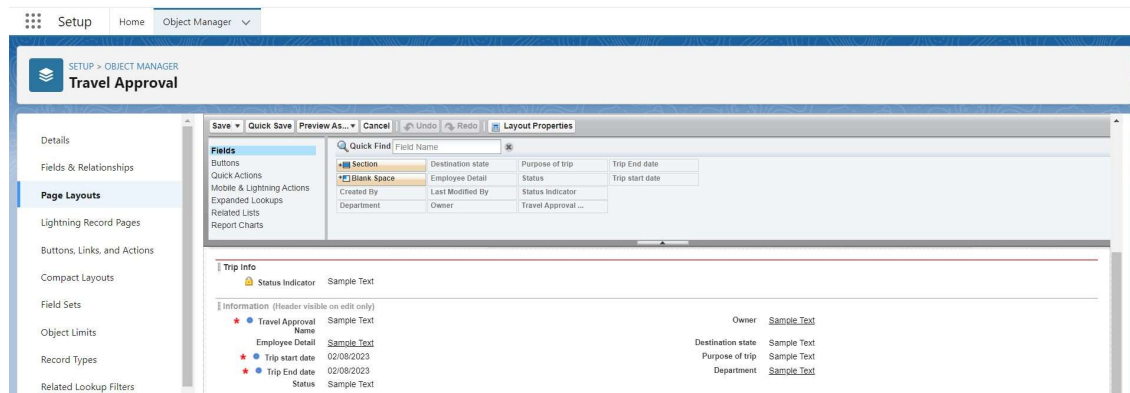 Setup Home Object Manager
SETUP > OBJECT MANAGER
Travel Approval
Details
Fields & Relationships
Page Layouts
Lightning Record Pages
Buttons, Links, and Actions
Compact Layouts
Field Sets
Object Limits
Record Types
Related Lookup Filters
Save Quick Save Preview As... Cancel Undo Redo Layout Properties
Fields
Buttons
Quick Actions
Mobile & Lightning Actions
Expanded Lookups
Related Lists
Report Charts
Quick Find Field Name
Section Destination state Purpose of trip Trip End date
Blank Space Employee Detail Status Trip start date
Created By Last Modified By Status Indicator
Department Owner Travel Approval ...
Trip Info
Status Indicator Sample Text
Information (Header visible on edit only)
* Travel Approval Name Sample Text Owner Sample Text
Employee Detail Sample Text Destination state Sample Text
* Trip start date 02/08/2023 Purpose of trip Sample Text
* Trip End date 02/08/2023 Department Sample Text
Status Sample Text